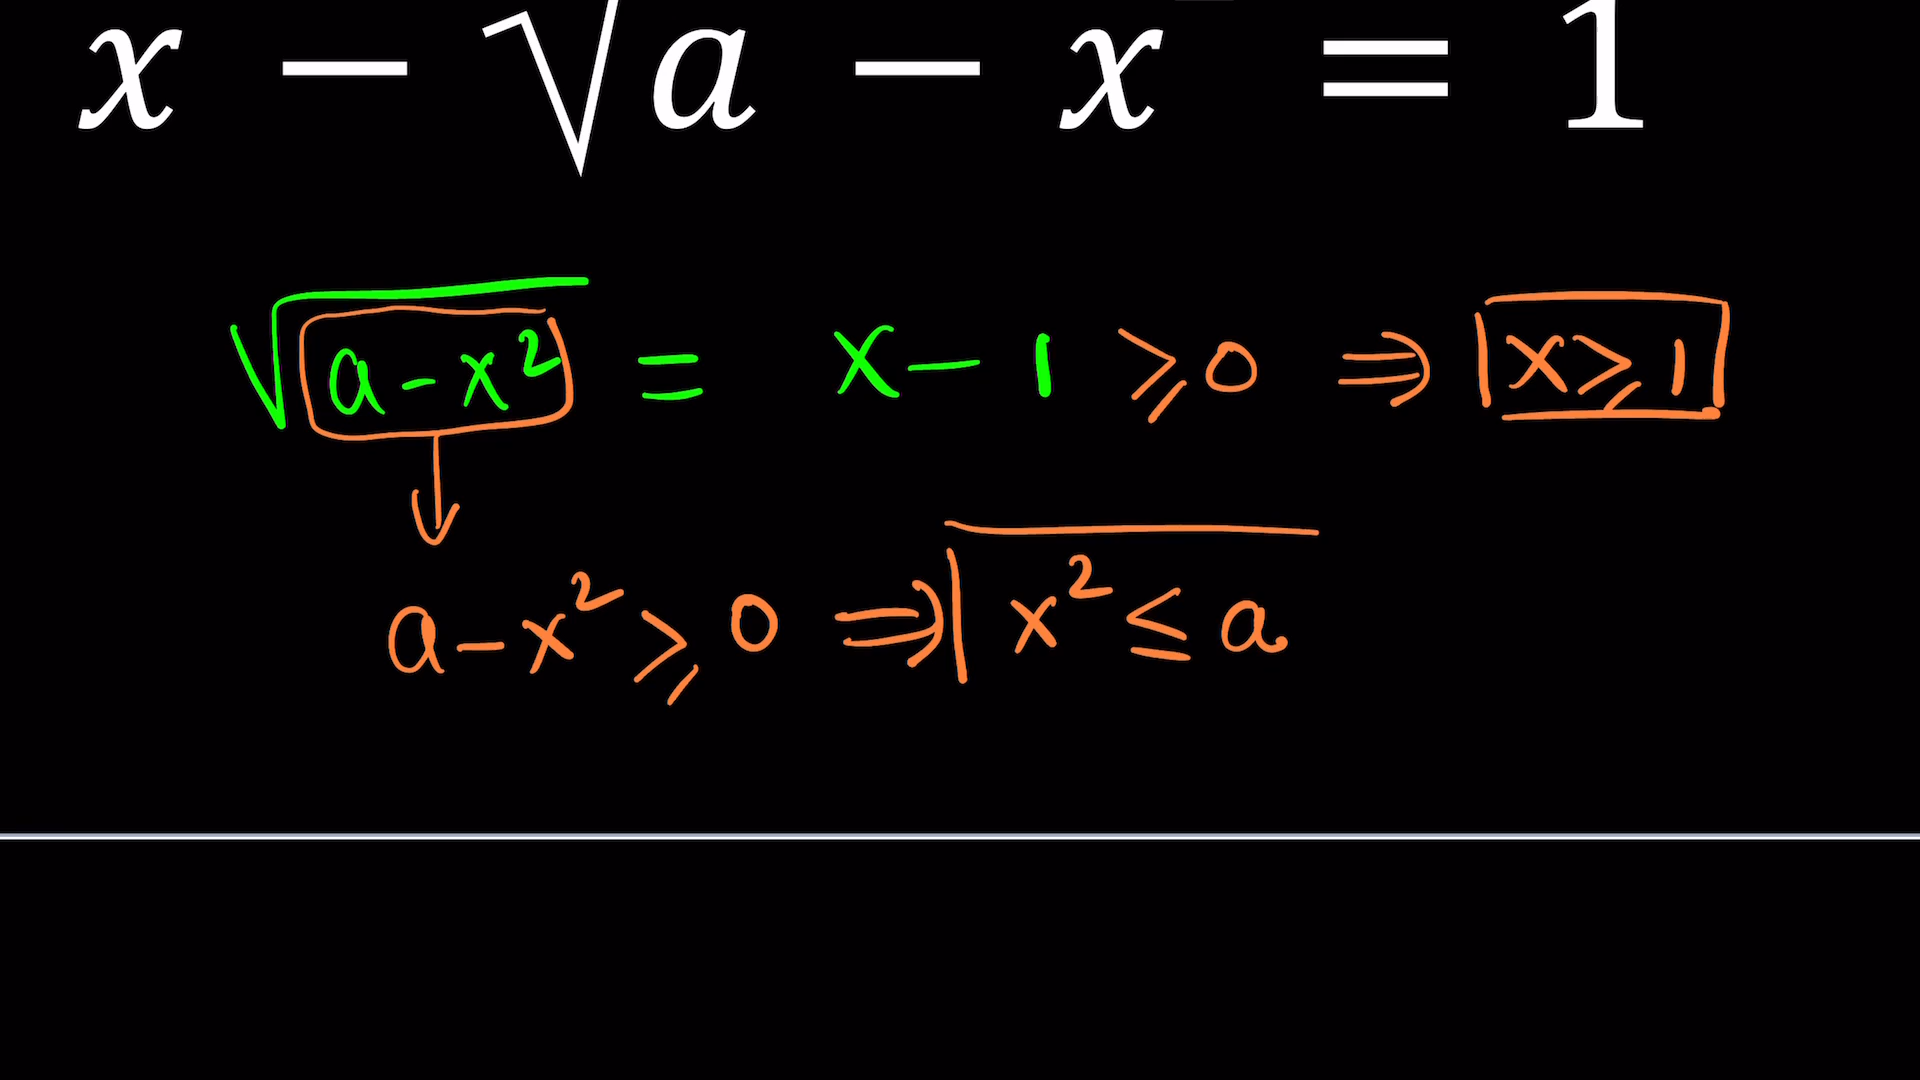 x − √a − x = 1
√a − x² = x − 1 ⩾ 0 ⇒ x ⩾ 1
a − x² ⩾ 0 ⇒ x² ≤ a